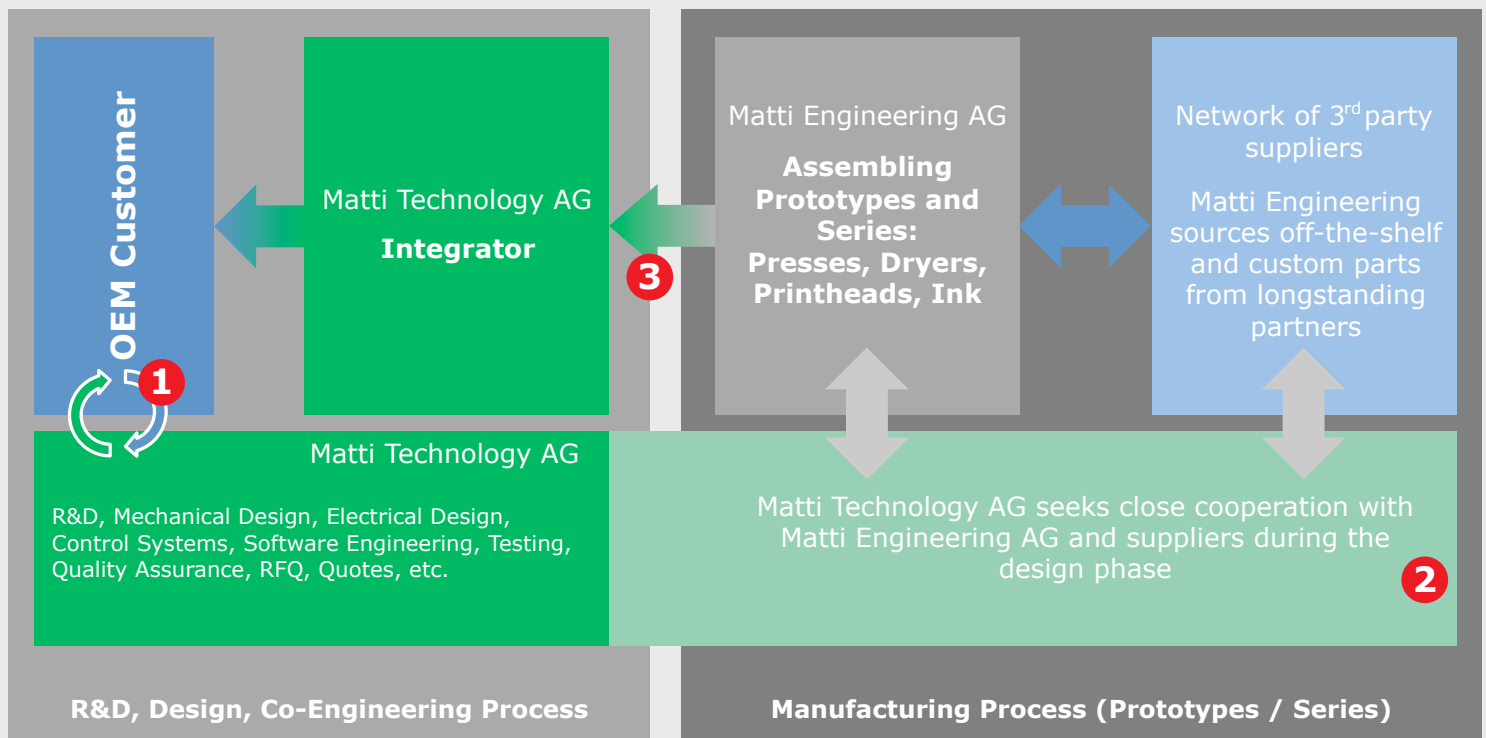 OEM Customer
1
Matti Technology AG
Integrator
3
Matti Engineering AG
Assembling
Prototypes and
Series:
Presses, Dryers,
Printheads, Ink
Network of 3rd party
suppliers
Matti Engineering
sources off-the-shelf
and custom parts
from longstanding
partners
Matti Technology AG
R&D, Mechanical Design, Electrical Design,
Control Systems, Software Engineering, Testing,
Quality Assurance, RFQ, Quotes, etc.
Matti Technology AG seeks close cooperation with
Matti Engineering AG and suppliers during the
design phase
2
R&D, Design, Co-Engineering Process
Manufacturing Process (Prototypes / Series)